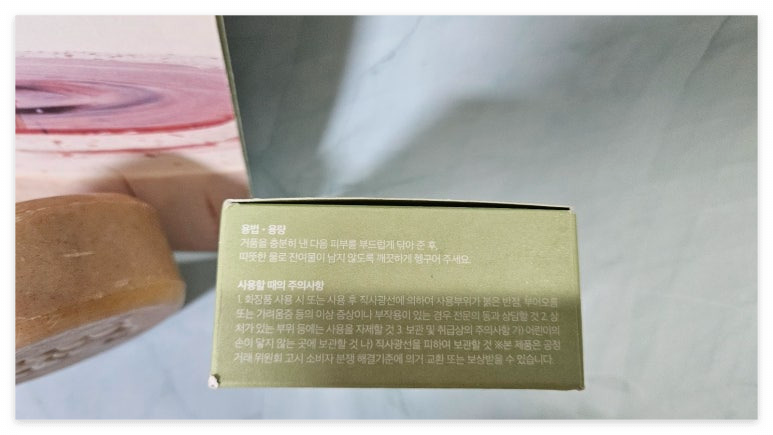 용법 · 용량
거품을 충분히 낸 다음 피부를 부드럽게 닦아 준 후,
따뜻한 물로 잔여물이 남지 않도록 깨끗하게 헹구어 주세요.
사용할 때의 주의사항
1. 화장품 사용 시 또는 사용 후 직사광선에 의하여 사용부위가 붉은 반점, 부어오름
또는 가려움증 등의 이상 증상이나 부작용이 있는 경우 전문의 등과 상담할 것 2. 상
처가 있는 부위 등에는 사용을 자제할 것 3. 보관 및 취급상의 주의사항 가) 어린이의
손이 닿지 않는 곳에 보관할 것 나) 직사광선을 피하여 보관할 것 ※본 제품은 공정
거래 위원회 고시 소비자 분쟁 해결기준에 의거 교환 또는 보상받을 수 있습니다.